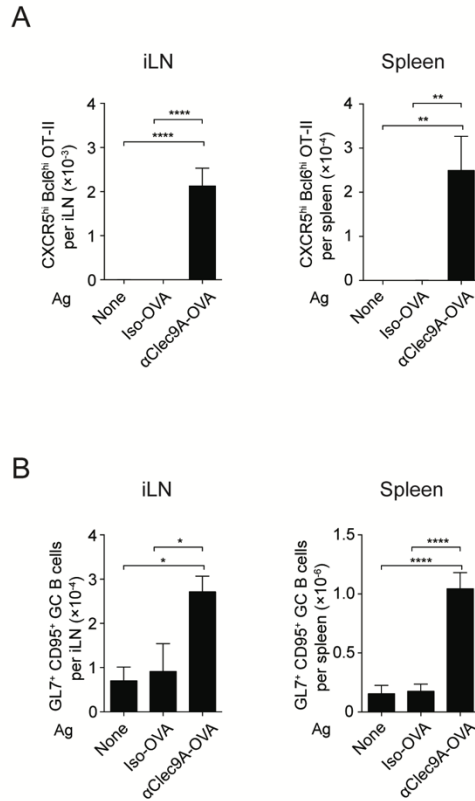 A
iLN
Spleen
CXCR5hi Bcl6hi OT-II
per iLN (×10-3)
4
3
2
1
0
****
****
Ag
None
Iso-OVA
αClec9A-OVA
CXCR5hi Bcl6hi OT-II
per spleen (×10-4)
4
3
2
1
0
**
**
Ag
None
Iso-OVA
αClec9A-OVA
B
iLN
Spleen
GL7+ CD95+ GC B cells
per iLN (×10-4)
4
3
2
1
0
*
*
Ag
None
Iso-OVA
αClec9A-OVA
GL7+ CD95+ GC B cells
per spleen (×10-6)
1.5
1.0
0.5
0
****
****
Ag
None
Iso-OVA
αClec9A-OVA